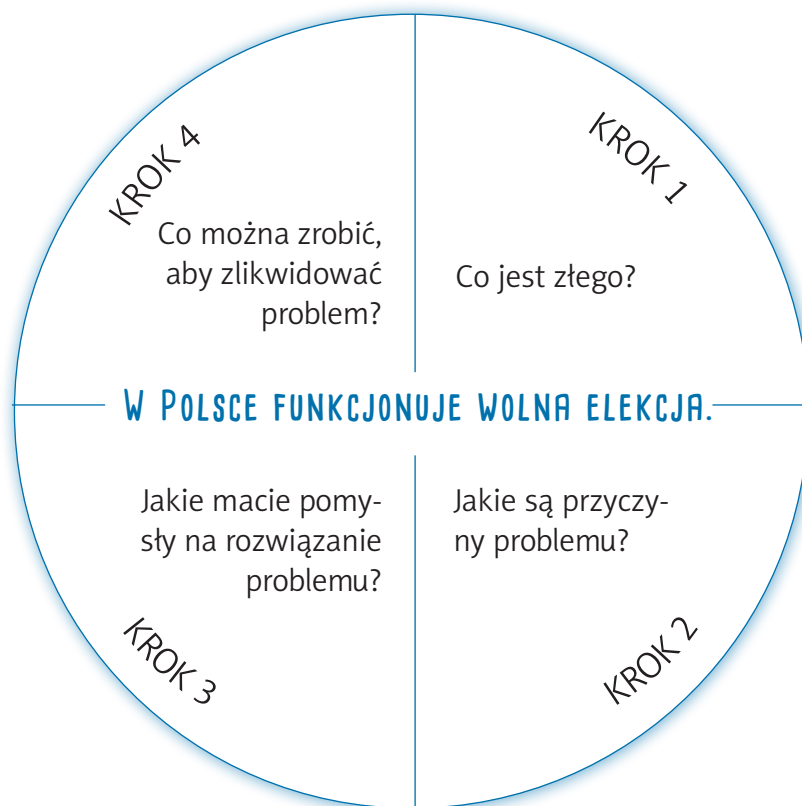 KROK 4
Co można zrobić,
aby zlikwidować
problem?
KROK 1
Co jest złego?
W POLSCE FUNKCJONUJE WOLNA ELEKCJA.
Jakie macie pomy-
sły na rozwiązanie
problemu?
KROK 3
Jakie są przyczy-
ny problemu?
KROK 2